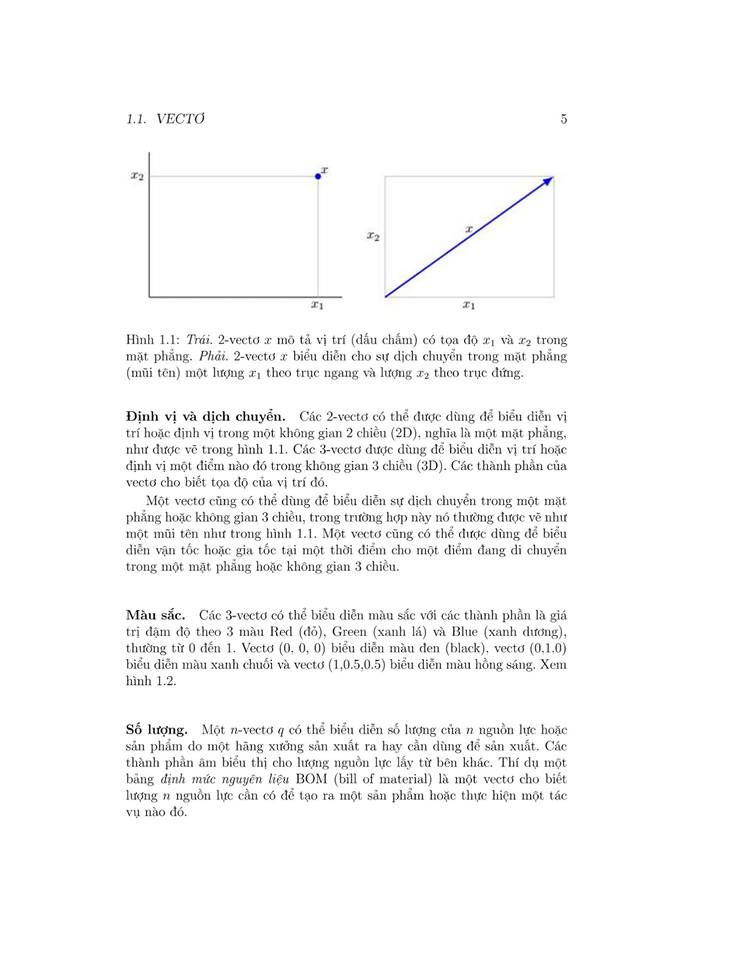 1.1. VECTƠ 5
x₂ x
x₁
x₂ x
x₁
Hình 1.1: Trái. 2-vectơ x mô tả vị trí (dấu chấm) có tọa độ x₁ và x₂ trong
mặt phẳng. Phải. 2-vectơ x biểu diễn cho sự dịch chuyển trong mặt phẳng
(mũi tên) một lượng x₁ theo trục ngang và lượng x₂ theo trục đứng.
Định vị và dịch chuyển. Các 2-vectơ có thể được dùng để biểu diễn vị
trí hoặc định vị trong một không gian 2 chiều (2D), nghĩa là một mặt phẳng,
như được vẽ trong hình 1.1. Các 3-vectơ được dùng để biểu diễn vị trí hoặc
định vị một điểm nào đó trong không gian 3 chiều (3D). Các thành phần của
vectơ cho biết tọa độ của vị trí đó.
Một vectơ cũng có thể dùng để biểu diễn sự dịch chuyển trong một mặt
phẳng hoặc không gian 3 chiều, trong trường hợp này nó thường được vẽ như
một mũi tên như trong hình 1.1. Một vectơ cũng có thể được dùng để biểu
diễn vận tốc hoặc gia tốc tại một thời điểm cho một điểm đang di chuyển
trong một mặt phẳng hoặc không gian 3 chiều.
Màu sắc. Các 3-vectơ có thể biểu diễn màu sắc với các thành phần là giá
trị đậm độ theo 3 màu Red (đỏ), Green (xanh lá) và Blue (xanh dương),
thường từ 0 đến 1. Vectơ (0, 0, 0) biểu diễn màu đen (black), vectơ (0,1,0)
biểu diễn màu xanh chuối và vectơ (1,0.5,0.5) biểu diễn màu hồng sáng. Xem
hình 1.2.
Số lượng. Một n-vectơ q có thể biểu diễn số lượng của n nguồn lực hoặc
sản phẩm do một hãng xưởng sản xuất ra hay cần dùng để sản xuất. Các
thành phần âm biểu thị cho lượng nguồn lực lấy từ bên khác. Thí dụ một
bảng định mức nguyên liệu BOM (bill of material) là một vectơ cho biết
lượng n nguồn lực cần có để tạo ra một sản phẩm hoặc thực hiện một tác
vụ nào đó.